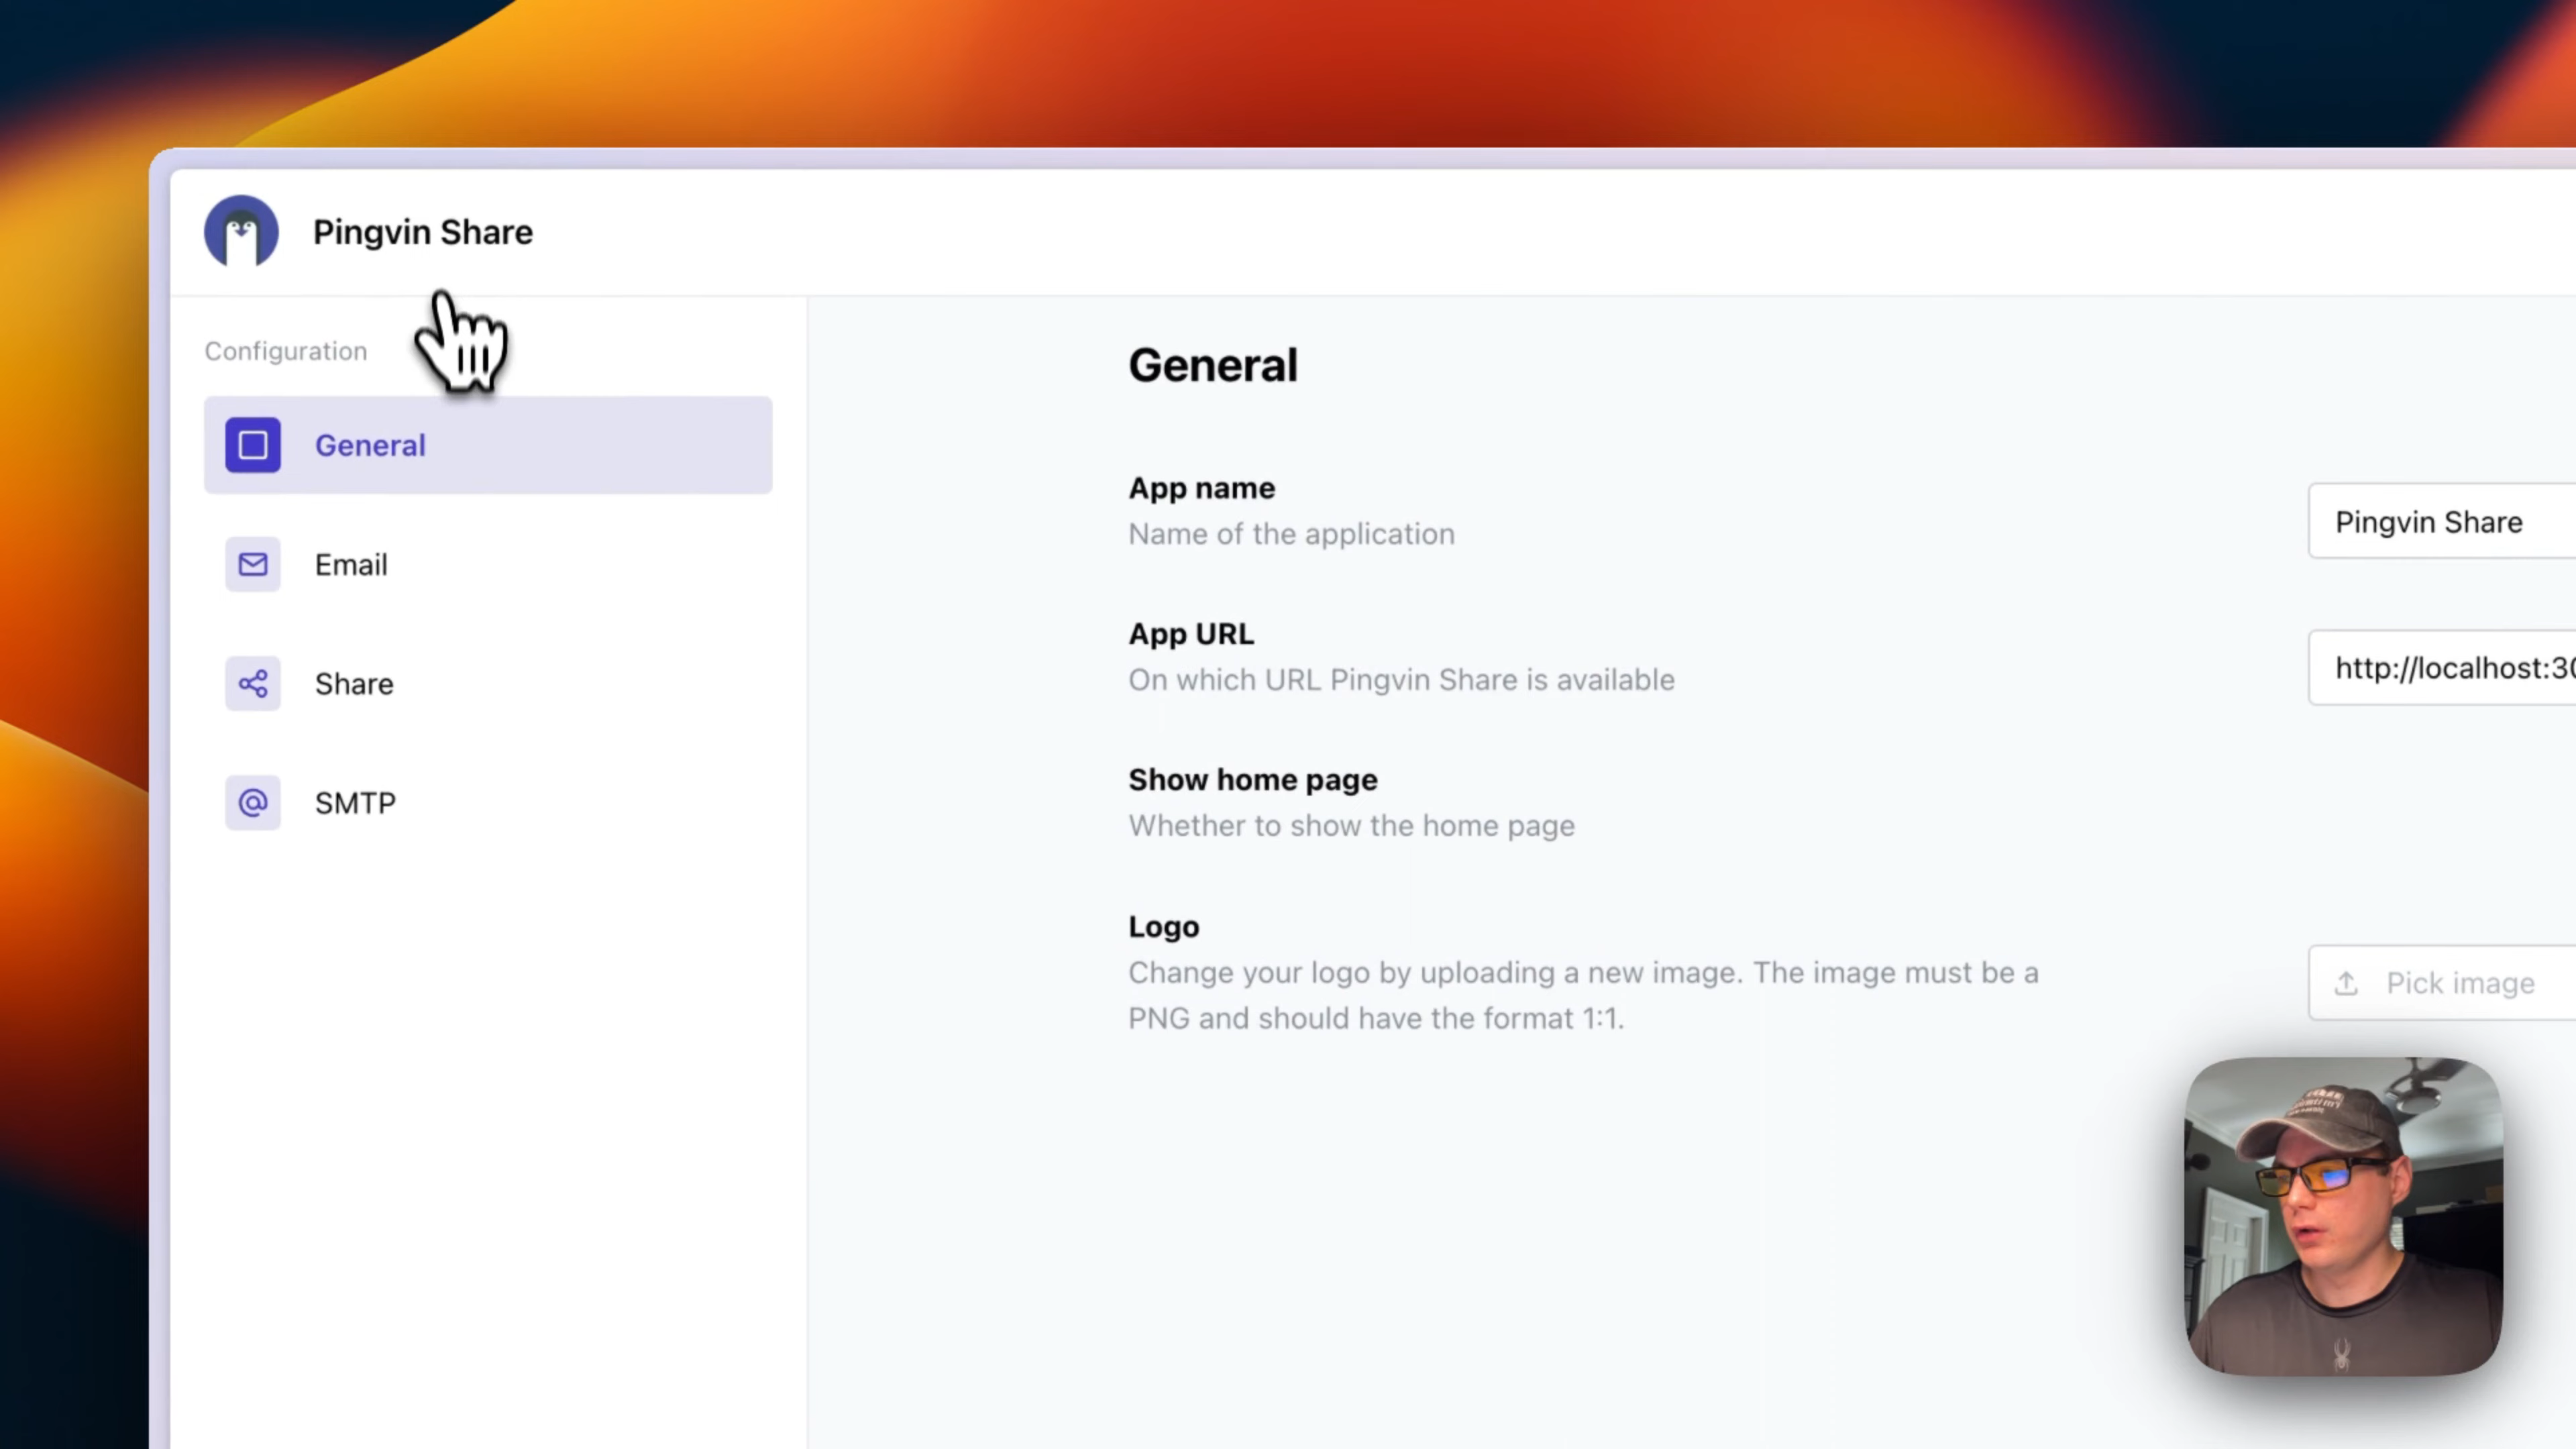 Pingvin Share
Configuration
General
Email
Share
SMTP
General
App name
Name of the application
Pingvin Share
App URL
On which URL Pingvin Share is available
http://localhost:30
Show home page
Whether to show the home page
Logo
Change your logo by uploading a new image. The image must be a
PNG and should have the format 1:1.
Pick image